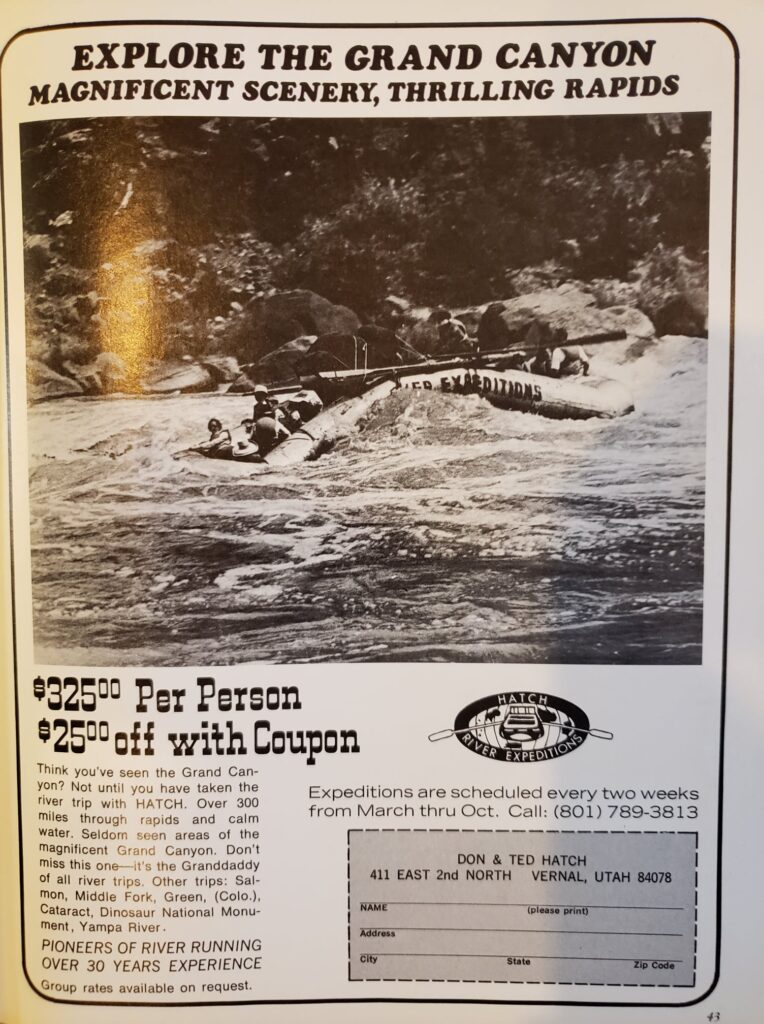 EXPLORE THE GRAND CANYON
MAGNIFICENT SCENERY, THRILLING RAPIDS
VER EXPEDITIONS
$325⁰⁰ Per Person
$25⁰⁰ off with Coupon
Think you've seen the Grand Can-
yon? Not until you have taken the
river trip with HATCH. Over 300
miles through rapids and calm
water. Seldom seen areas of the
magnificent Grand Canyon. Don't
miss this one—it's the Granddaddy
of all river trips. Other trips: Sal-
mon, Middle Fork, Green, (Colo.),
Cataract, Dinosaur National Monu-
ment, Yampa River.
PIONEERS OF RIVER RUNNING
OVER 30 YEARS EXPERIENCE
Group rates available on request.
HATCH
RIVER EXPEDITIONS
Expeditions are scheduled every two weeks
from March thru Oct. Call: (801) 789-3813
DON & TED HATCH
411 EAST 2nd NORTH VERNAL, UTAH 84078
NAME (please print)
Address
City State Zip Code
43